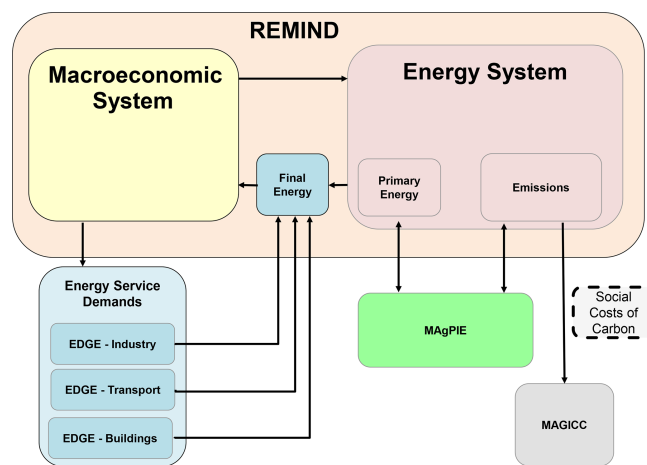 REMIND
Macroeconomic
System
Energy System
Final
Energy
Primary
Energy
Emissions
Energy Service
Demands
EDGE - Industry
EDGE - Transport
EDGE - Buildings
MAgPIE
Social
Costs of
Carbon
MAGICC